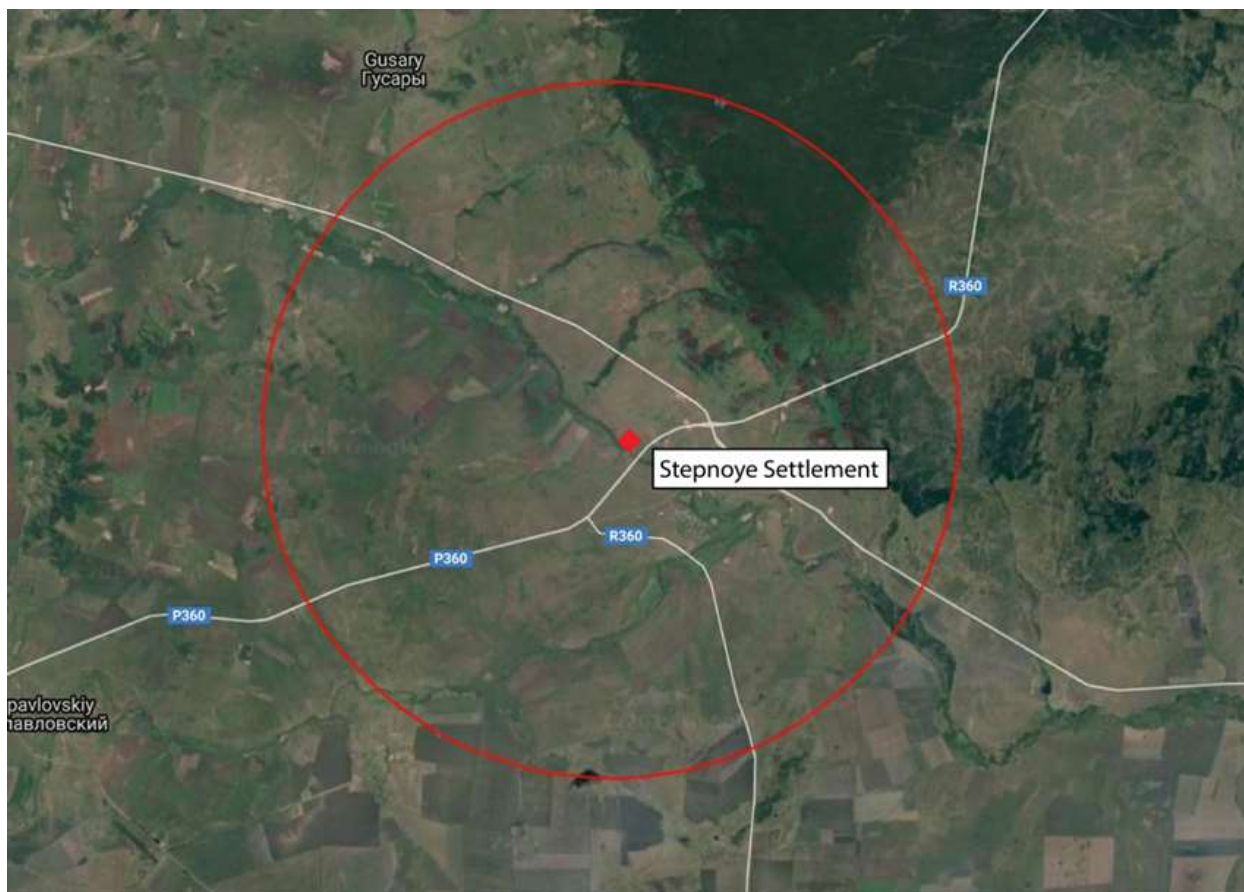 Gusary
Гусары
R360
Stepnoye Settlement
R360
P360
P360
pavlovskiy
павловский